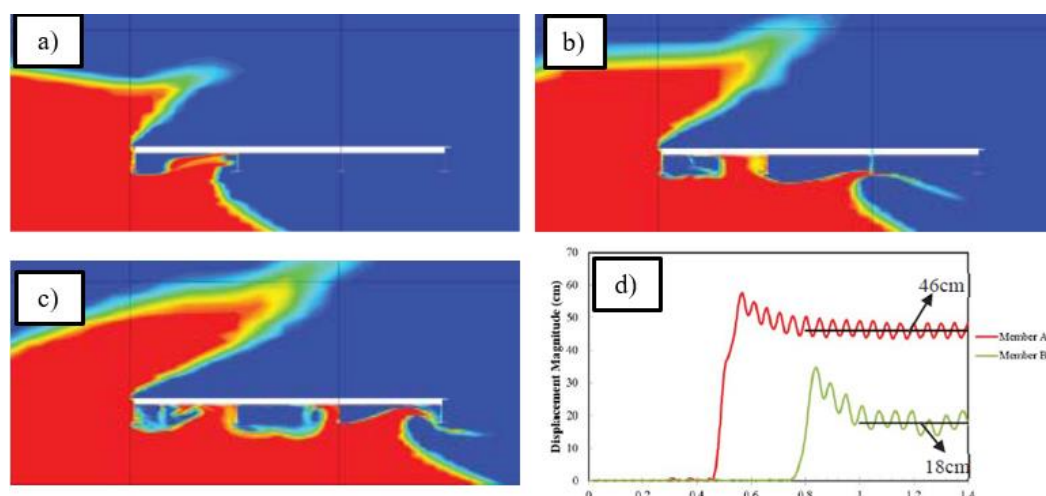 a)
b)
c)
d)
70
60
50
40
30
20
10
0
Displacement Magnitude (cm)
46cm
18cm
Member A
Member B
0 0.2 0.4 0.6 0.8 1 1.2 1.4